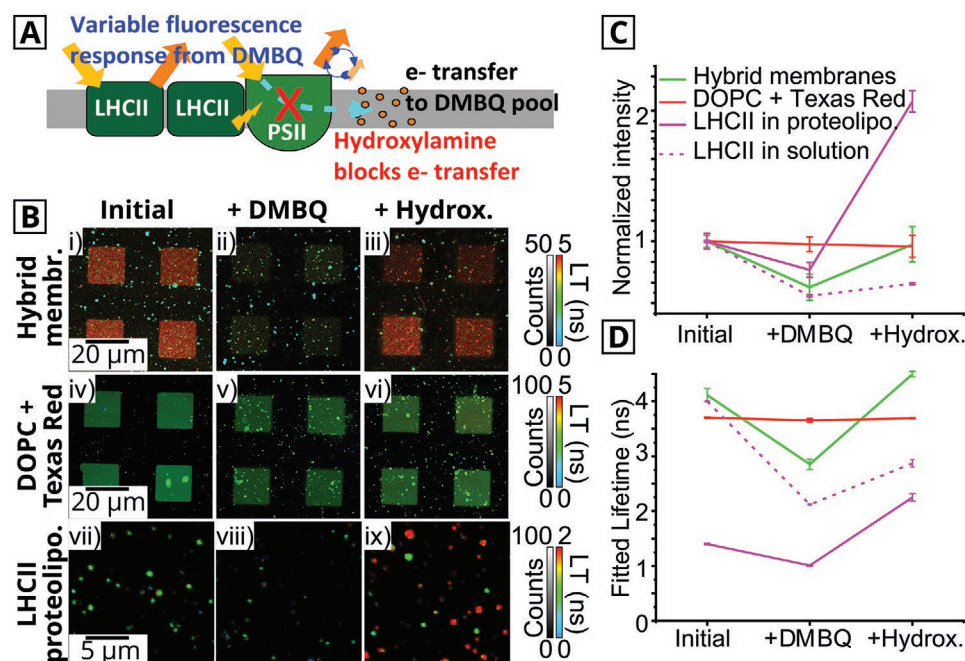 A
Variable fluorescence
response from DMBQ
LHCII
LHCII
X
PSII
e- transfer
to DMBQ pool
Hydroxylamine
blocks e- transfer
B
Initial
+ DMBQ
+ Hydrox.
Hybrid
membr.
i)
ii)
iii)
20 µm
50 5
Counts
LT (ns)
0 0
DOPC +
Texas Red
iv)
v)
vi)
20 µm
100 5
Counts
LT (ns)
0 0
LHCII
proteolipo.
vii)
viii)
ix)
5 µm
100 2
Counts
LT (ns)
0 0
C
Hybrid membranes
DOPC + Texas Red
LHCII in proteolipo.
LHCII in solution
Normalized intensity
2
1
Initial
+DMBQ
+Hydrox.
D
Fitted Lifetime (ns)
4
3
2
1
0
Initial
+DMBQ
+Hydrox.